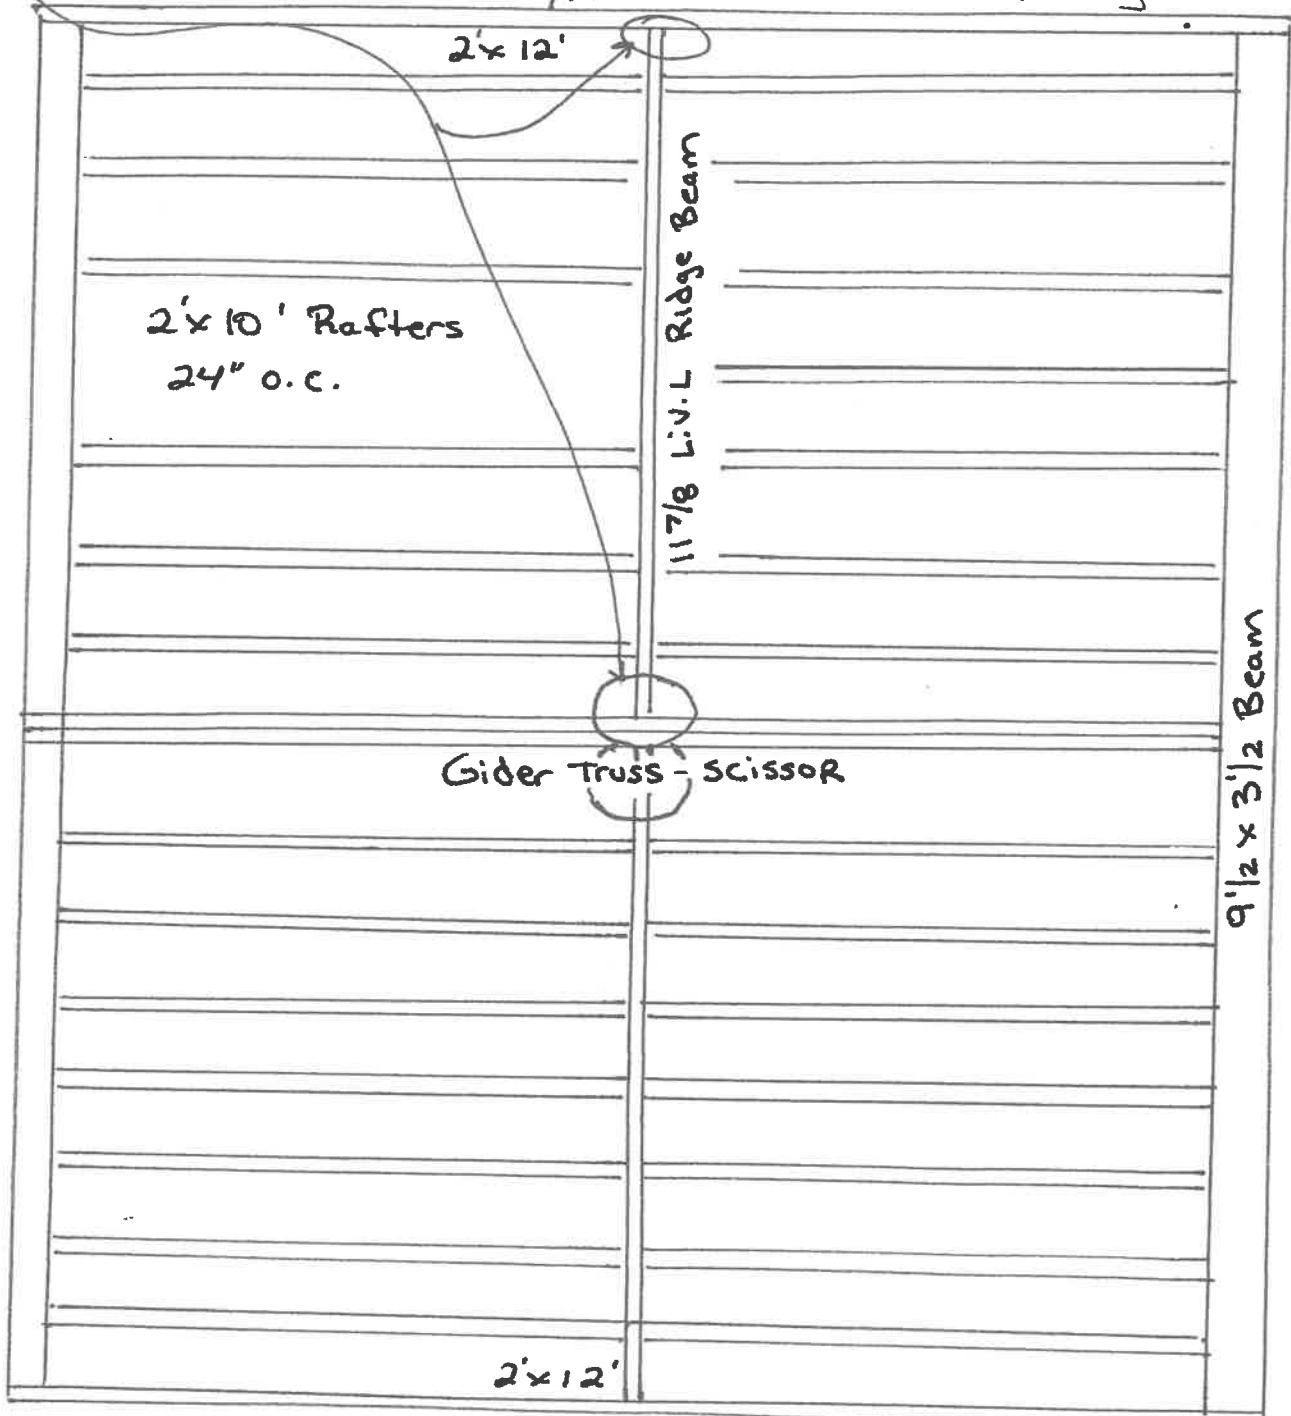 2'x 12'
11 7/8 L.V.L Ridge Beam
2'x 10' Rafters
24" o.c.
9 1/2 x 3 1/2 Beam
Gider Truss - scissoR
2'x 12'